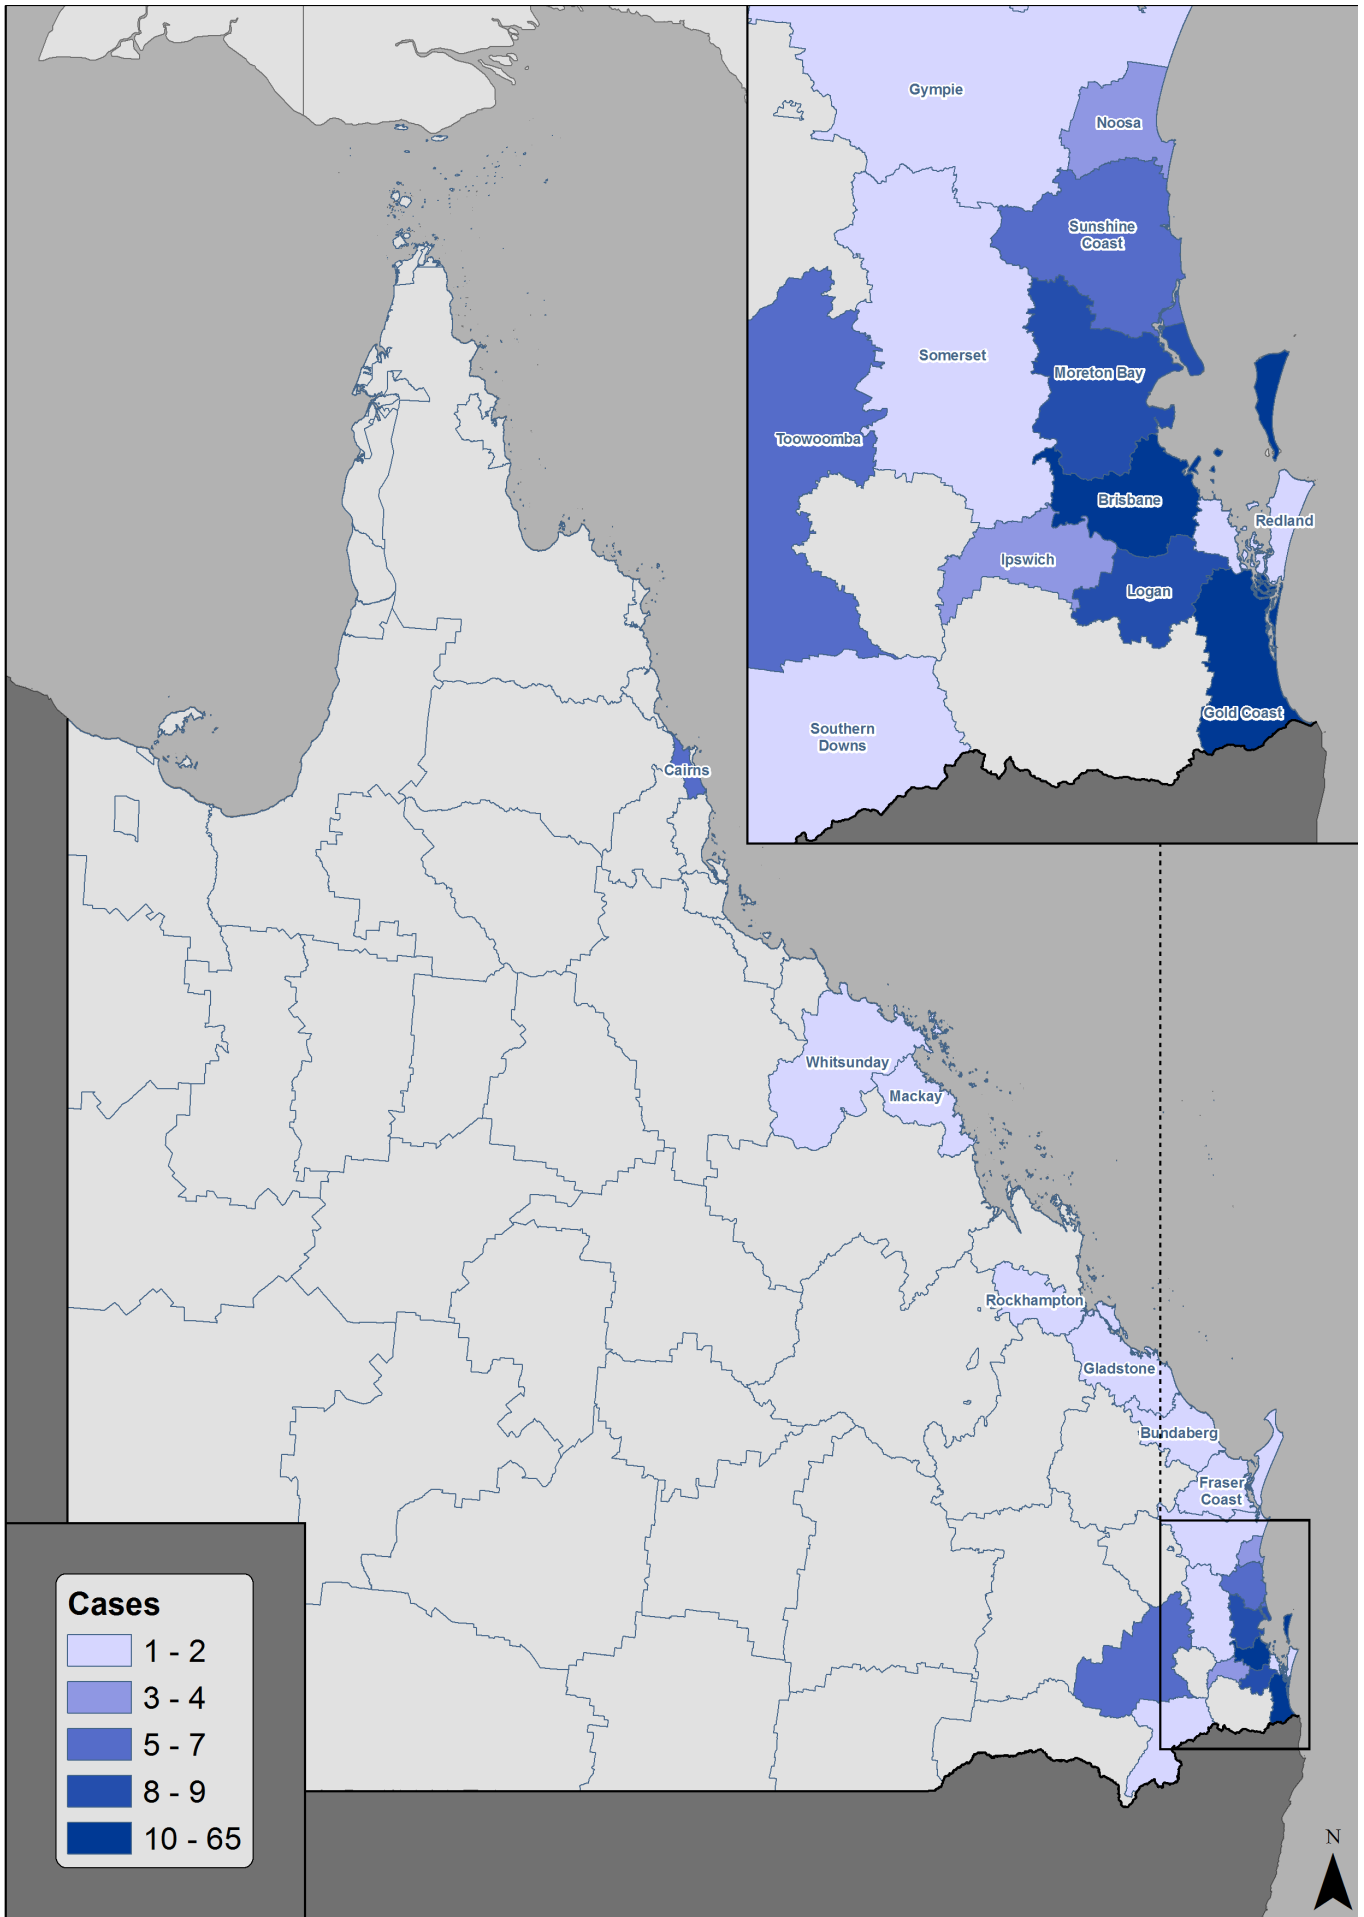 Gympie
Noosa
Sunshine
Coast
Somerset
Moreton Bay
Toowoomba
Brisbane
Redland
Ipswich
Logan
Gold Coast
Southern
Downs
Cairns
Whitsunday
Mackay
Rockhampton
Gladstone
Bundaberg
Fraser
Coast
Cases
1 - 2
3 - 4
5 - 7
8 - 9
10 - 65
N